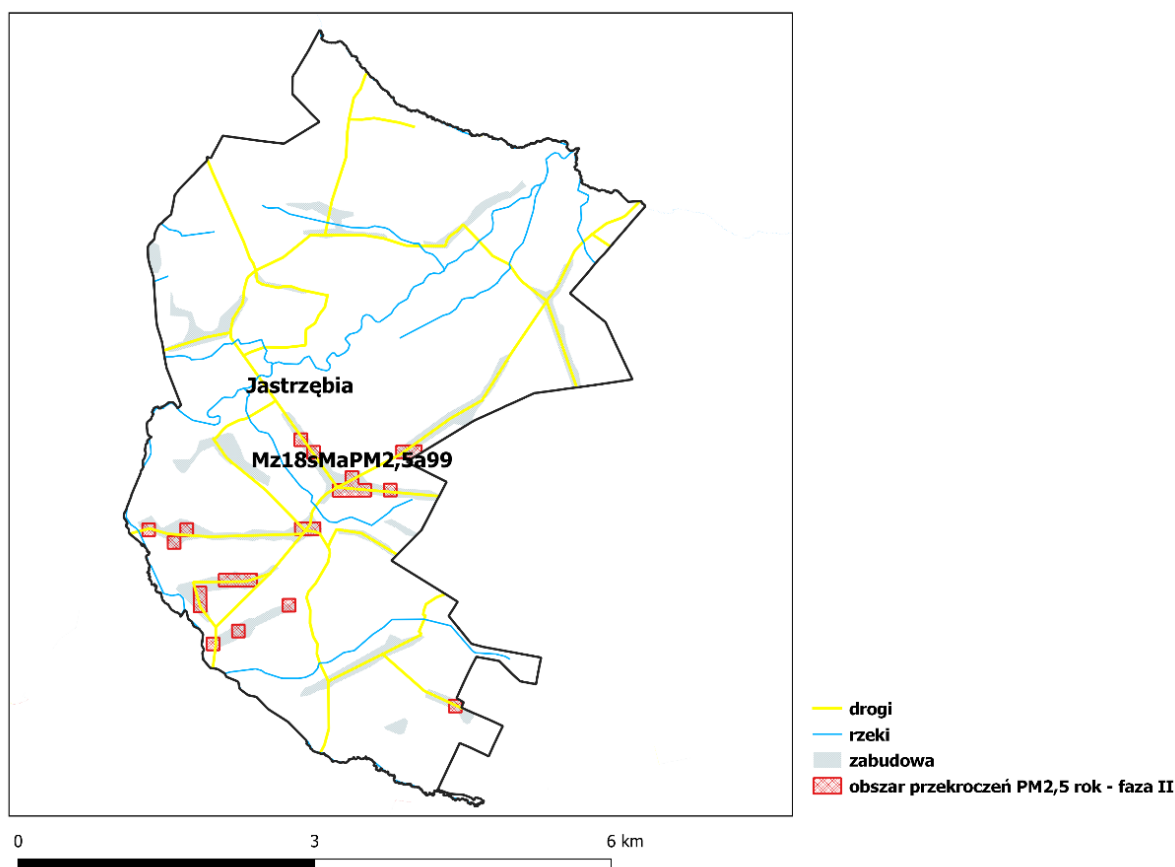 Jastrzębia
Mz18sMaPM2,5a99
drogi
rzeki
zabudowa
obszar przekroczeń PM2,5 rok - faza II
0 3 6 km